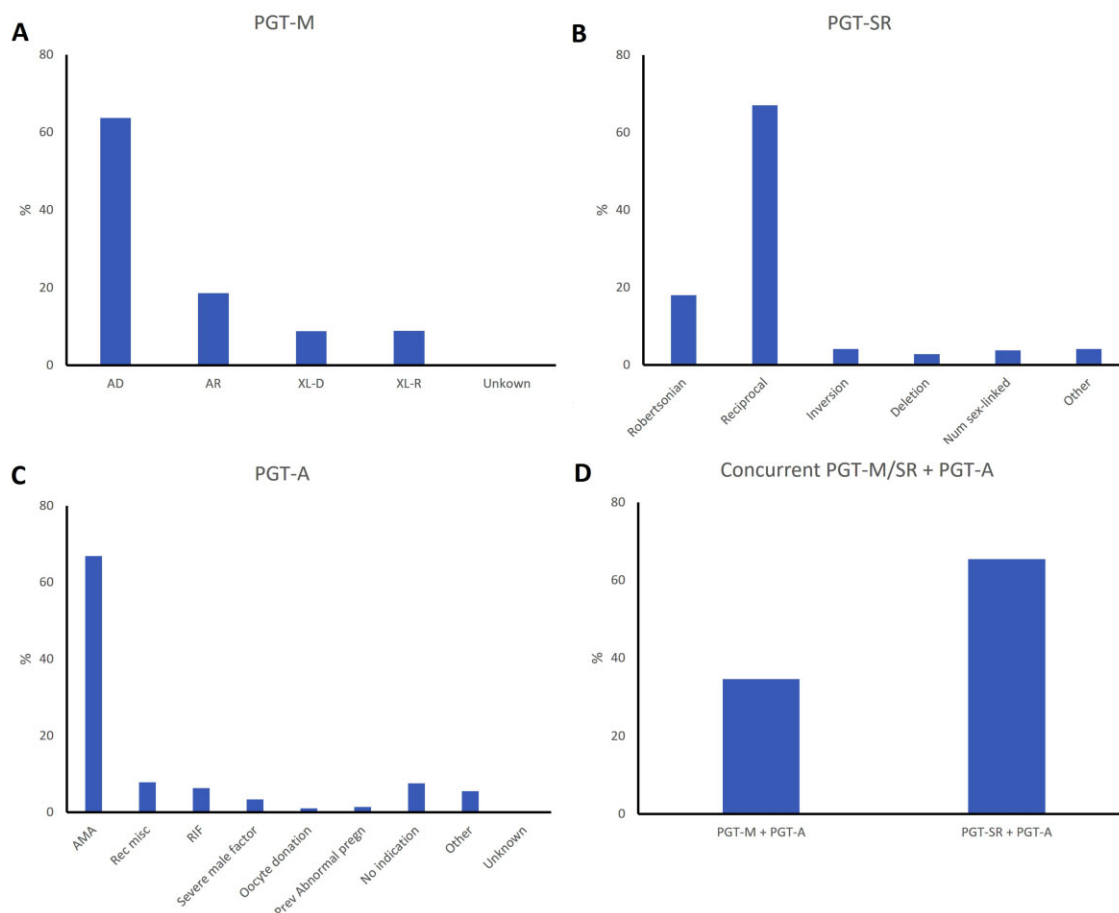 A
PGT-M
80
60
40
20
0
%
AD AR XL-D XL-R Unkown
B
PGT-SR
80
60
40
20
0
%
Robertsonian Reciprocal Inversion Deletion Num sex-linked Other
C
PGT-A
80
60
40
20
0
%
AMA Rec misc RIF Severe male factor Oocyte donation Prev Abnormal pregn No indication Other Unknown
D
Concurrent PGT-M/SR + PGT-A
80
60
40
20
0
%
PGT-M + PGT-A PGT-SR + PGT-A